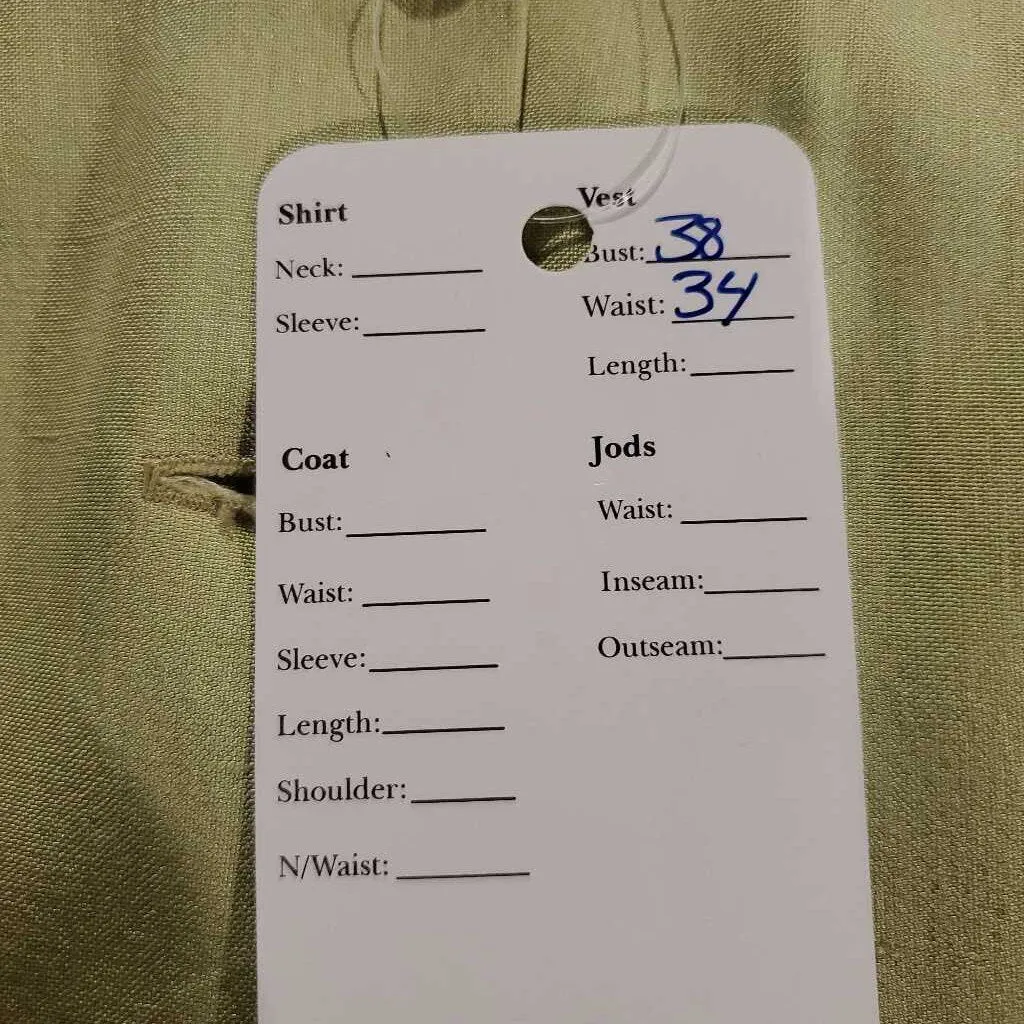 Shirt
Neck:
Sleeve:
Vest
Bust: 38
Waist: 34
Length:
Coat
Bust:
Waist:
Sleeve:
Length:
Shoulder:
N/Waist:
Jods
Waist:
Inseam:
Outseam: